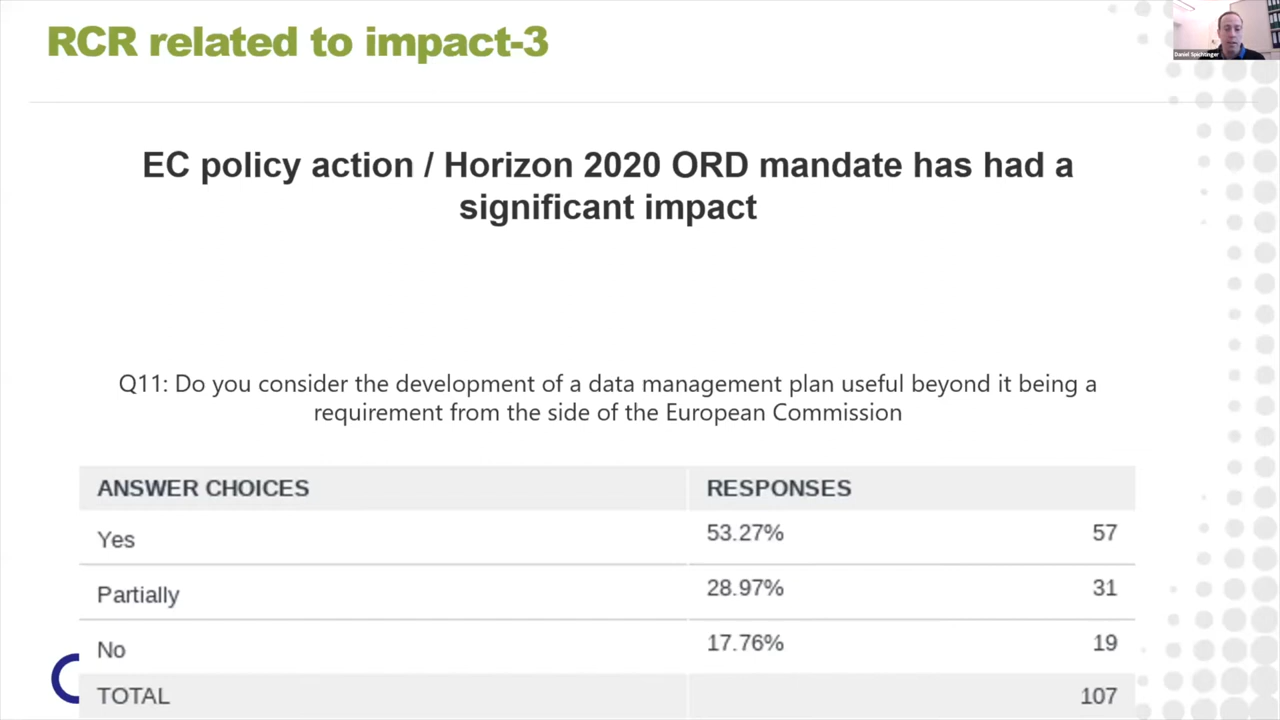 RCR related to impact-3
Daniel Spichtinger
EC policy action / Horizon 2020 ORD mandate has had a
significant impact
Q11: Do you consider the development of a data management plan useful beyond it being a
requirement from the side of the European Commission
ANSWER CHOICES RESPONSES
Yes 53.27% 57
Partially 28.97% 31
No 17.76% 19
TOTAL 107